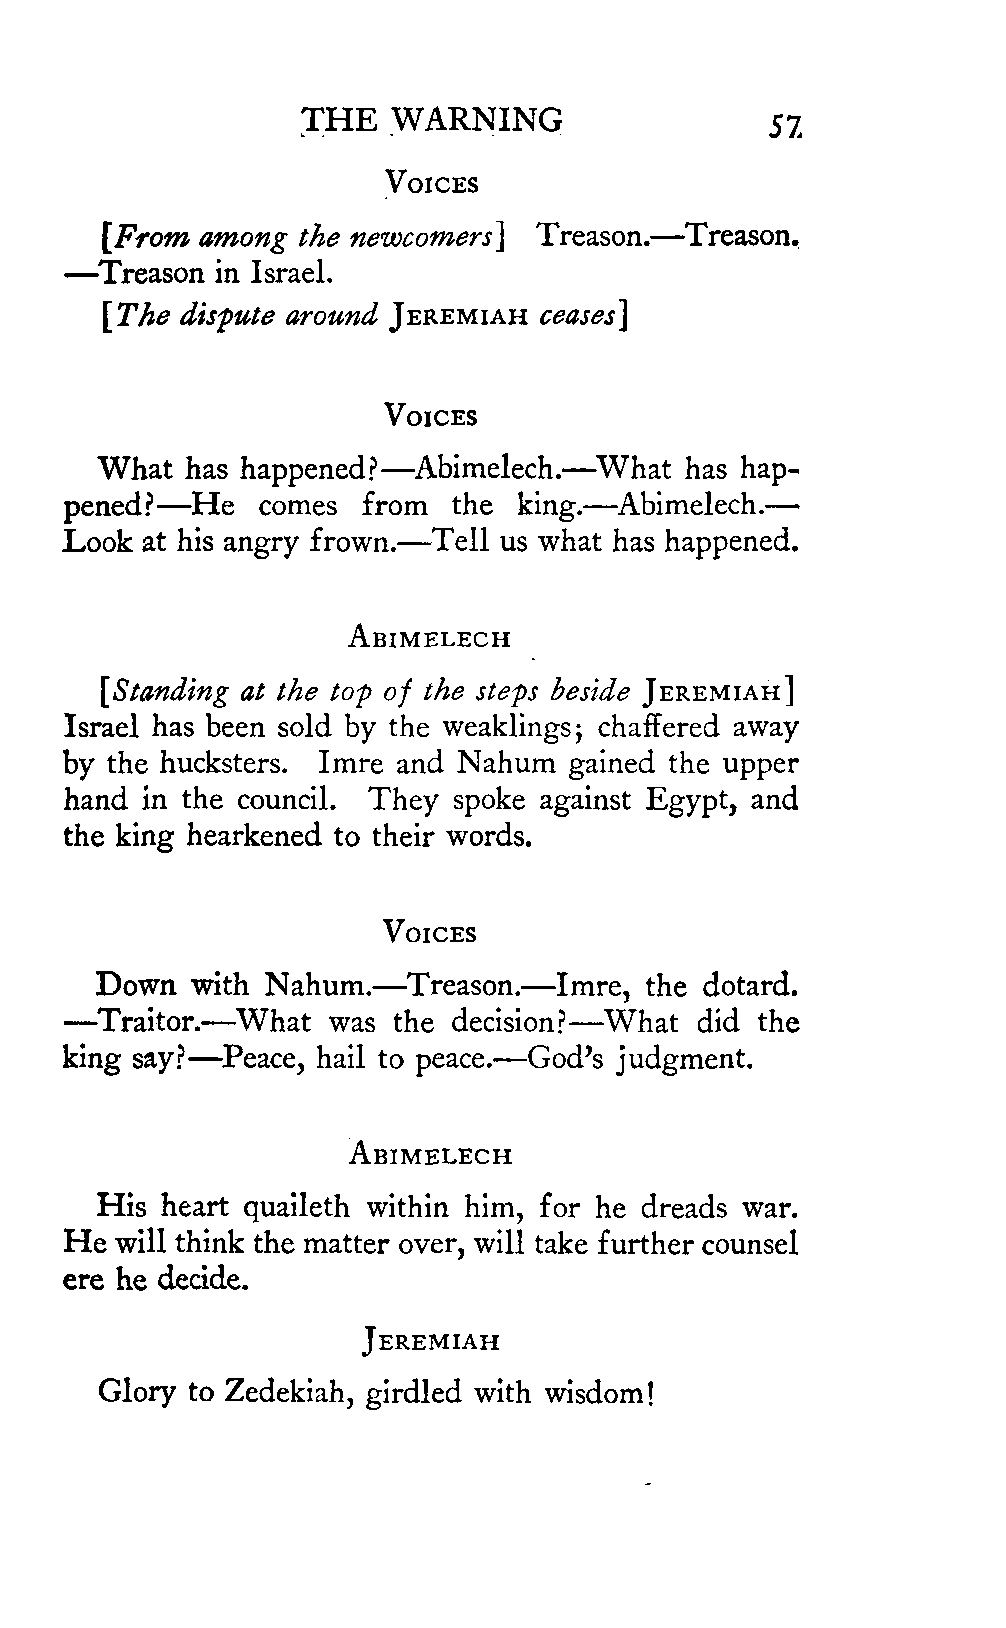 THE WARNING 57
VOICES
[From among the newcomers] Treason.—Treason.
—Treason in Israel.
[The dispute around JEREMIAH ceases]
VOICES
What has happened?—Abimelech.—What has hap-
pened?—He comes from the king.—Abimelech.—
Look at his angry frown.—Tell us what has happened.
ABIMELECH
[Standing at the top of the steps beside JEREMIAH]
Israel has been sold by the weaklings; chaffered away
by the hucksters. Imre and Nahum gained the upper
hand in the council. They spoke against Egypt, and
the king hearkened to their words.
VOICES
Down with Nahum.—Treason.—Imre, the dotard.
—Traitor.—What was the decision?—What did the
king say?—Peace, hail to peace.—God's judgment.
ABIMELECH
His heart quaileth within him, for he dreads war.
He will think the matter over, will take further counsel
ere he decide.
JEREMIAH
Glory to Zedekiah, girdled with wisdom!